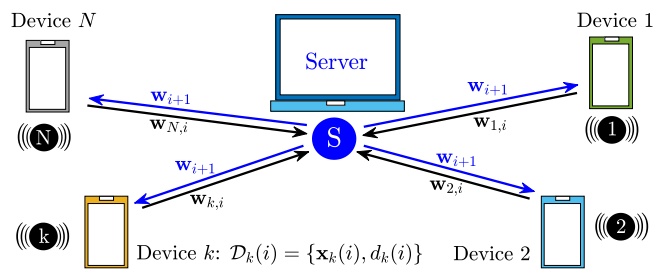 Device N
Device 1
Server
w_{i+1}
w_{N,i}
w_{i+1}
w_{1,i}
N
S
1
w_{i+1}
w_{k,i}
w_{i+1}
w_{2,i}
k
2
Device k: 𝒟_k(i) = {x_k(i), d_k(i)}
Device 2